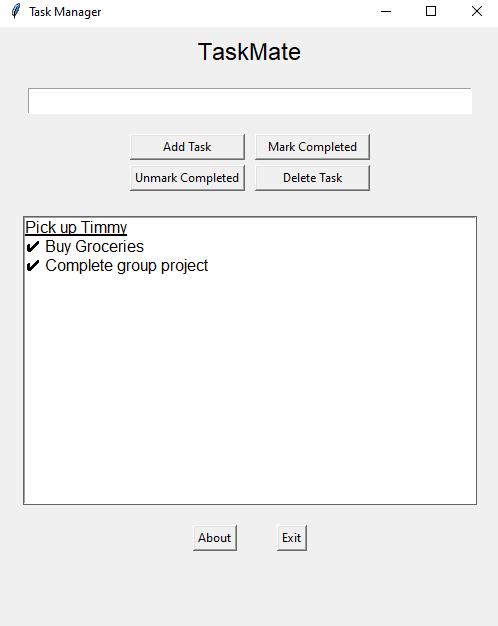 Task Manager
TaskMate
Add Task Mark Completed
Unmark Completed Delete Task
Pick up Timmy
✔ Buy Groceries
✔ Complete group project
About Exit